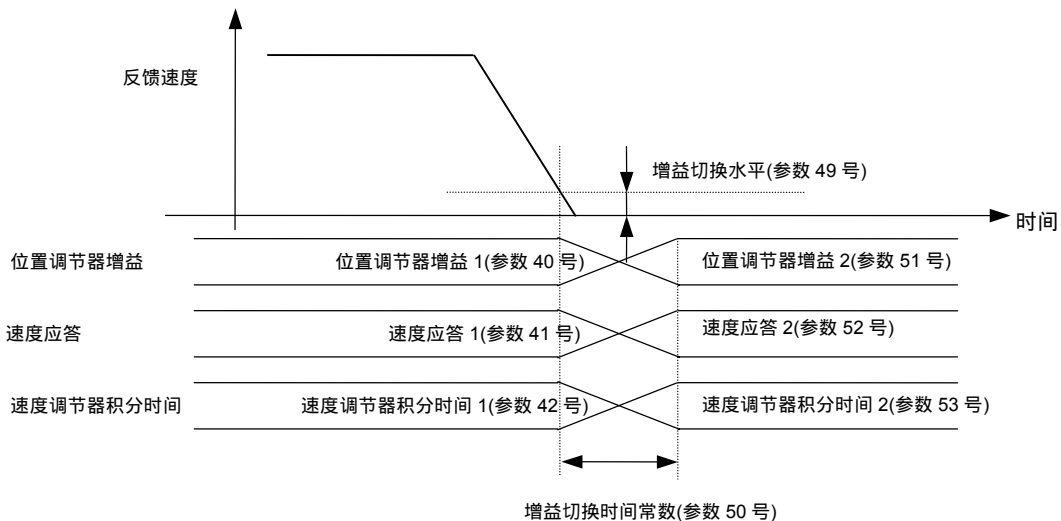 反馈速度
增益切换水平(参数 49 号)
时间
位置调节器增益
位置调节器增益 1(参数 40 号)
位置调节器增益 2(参数 51 号)
速度应答
速度应答 1(参数 41 号)
速度应答 2(参数 52 号)
速度调节器积分时间
速度调节器积分时间 1(参数 42 号)
速度调节器积分时间 2(参数 53 号)
增益切换时间常数(参数 50 号)